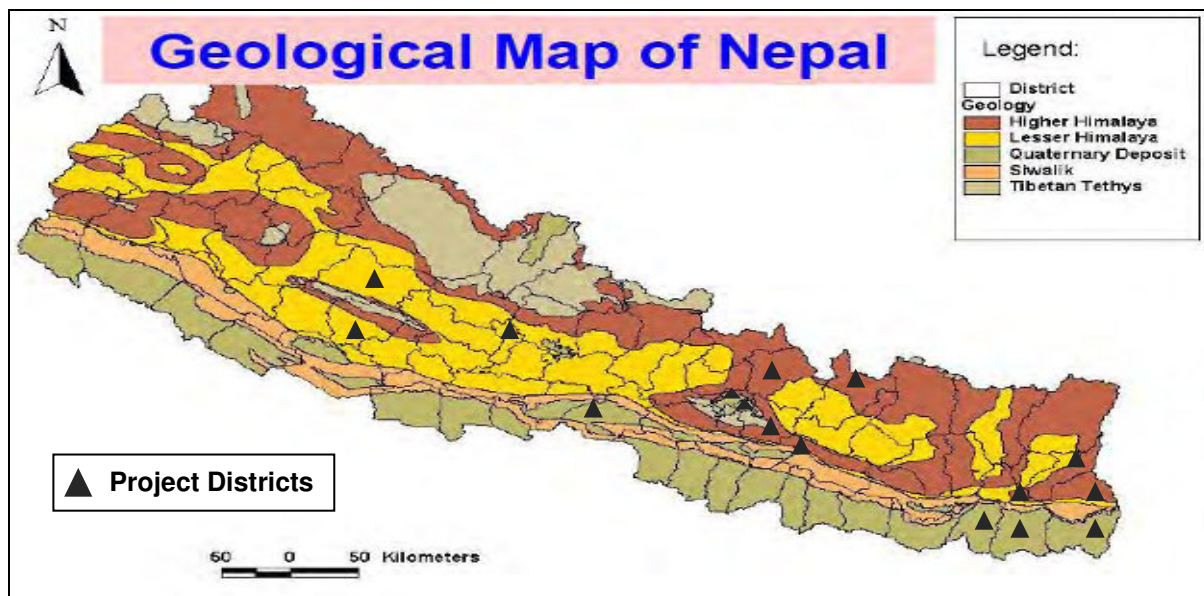 N
Geological Map of Nepal
Legend:
District
Geology
Higher Himalaya
Lesser Himalaya
Quaternary Deposit
Siwalik
Tibetan Tethys
Project Districts
50 0 50 Kilometers